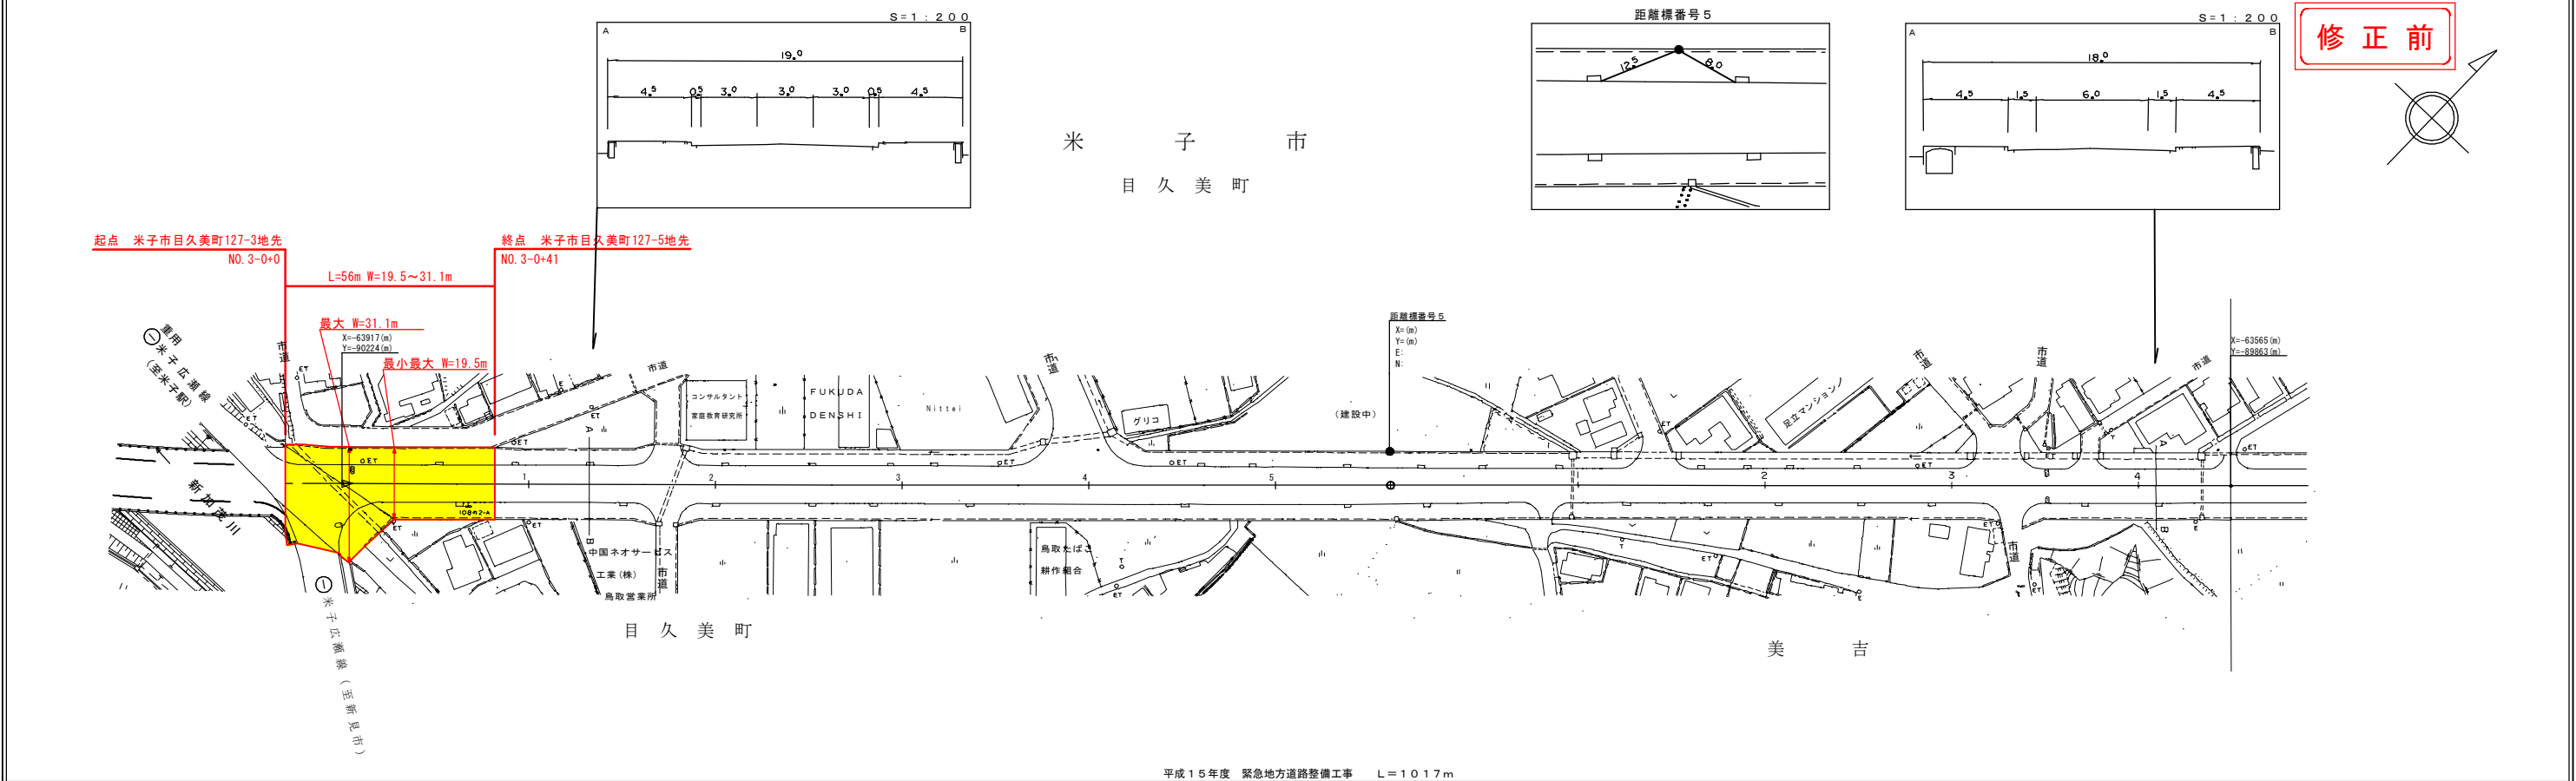 S=1：200
A
B
19.0
4.5 0.5 3.0 3.0 3.0 0.5 4.5
距離標番号5
12.5
8.0
S=1：200
A
B
18.0
4.5 1.5 6.0 1.5 4.5
修正前
米子市
目久美町
起点 米子市目久美町127-3地先
NO.3-0+0
終点 米子市目久美町127-5地先
NO.3-0+41
L=56m W=19.5～31.1m
最大 W=31.1m
X=-63917(m)
Y=-90224(m)
最小最大 W=19.5m
重用
一 米子広瀬線
（至米子駅）
市道
市道
市道
市道
市道
市道
市道
市道
距離標番号5
X=(m)
Y=(m)
E:
N:
X=-63565(m)
Y=-89863(m)
コンサルタント
家庭教育研究所
FUKUDA
DENSHI
Nittei
グリコ
（建設中）
足立マンション
新加茂川
1 2 3 4 5 2 3 4
中国ネオサービス
工業(株)
鳥取営業所
鳥取たばこ
耕作組合
一 米子広瀬線（至新見市）
目久美町
美吉
平成15年度 緊急地方道路整備工事 L=1017m